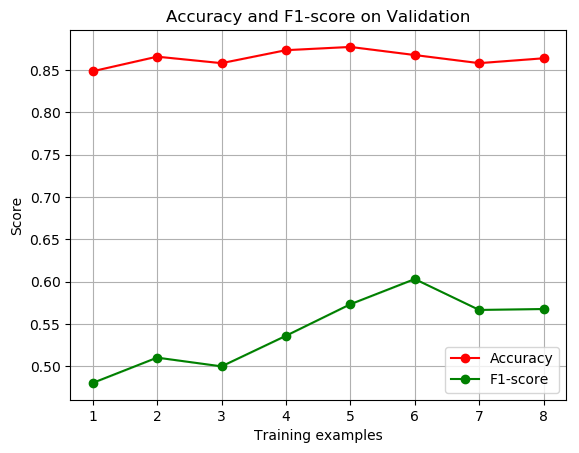 Accuracy and F1-score on Validation
Score
0.85
0.80
0.75
0.70
0.65
0.60
0.55
0.50
Accuracy
F1-score
1 2 3 4 5 6 7 8
Training examples